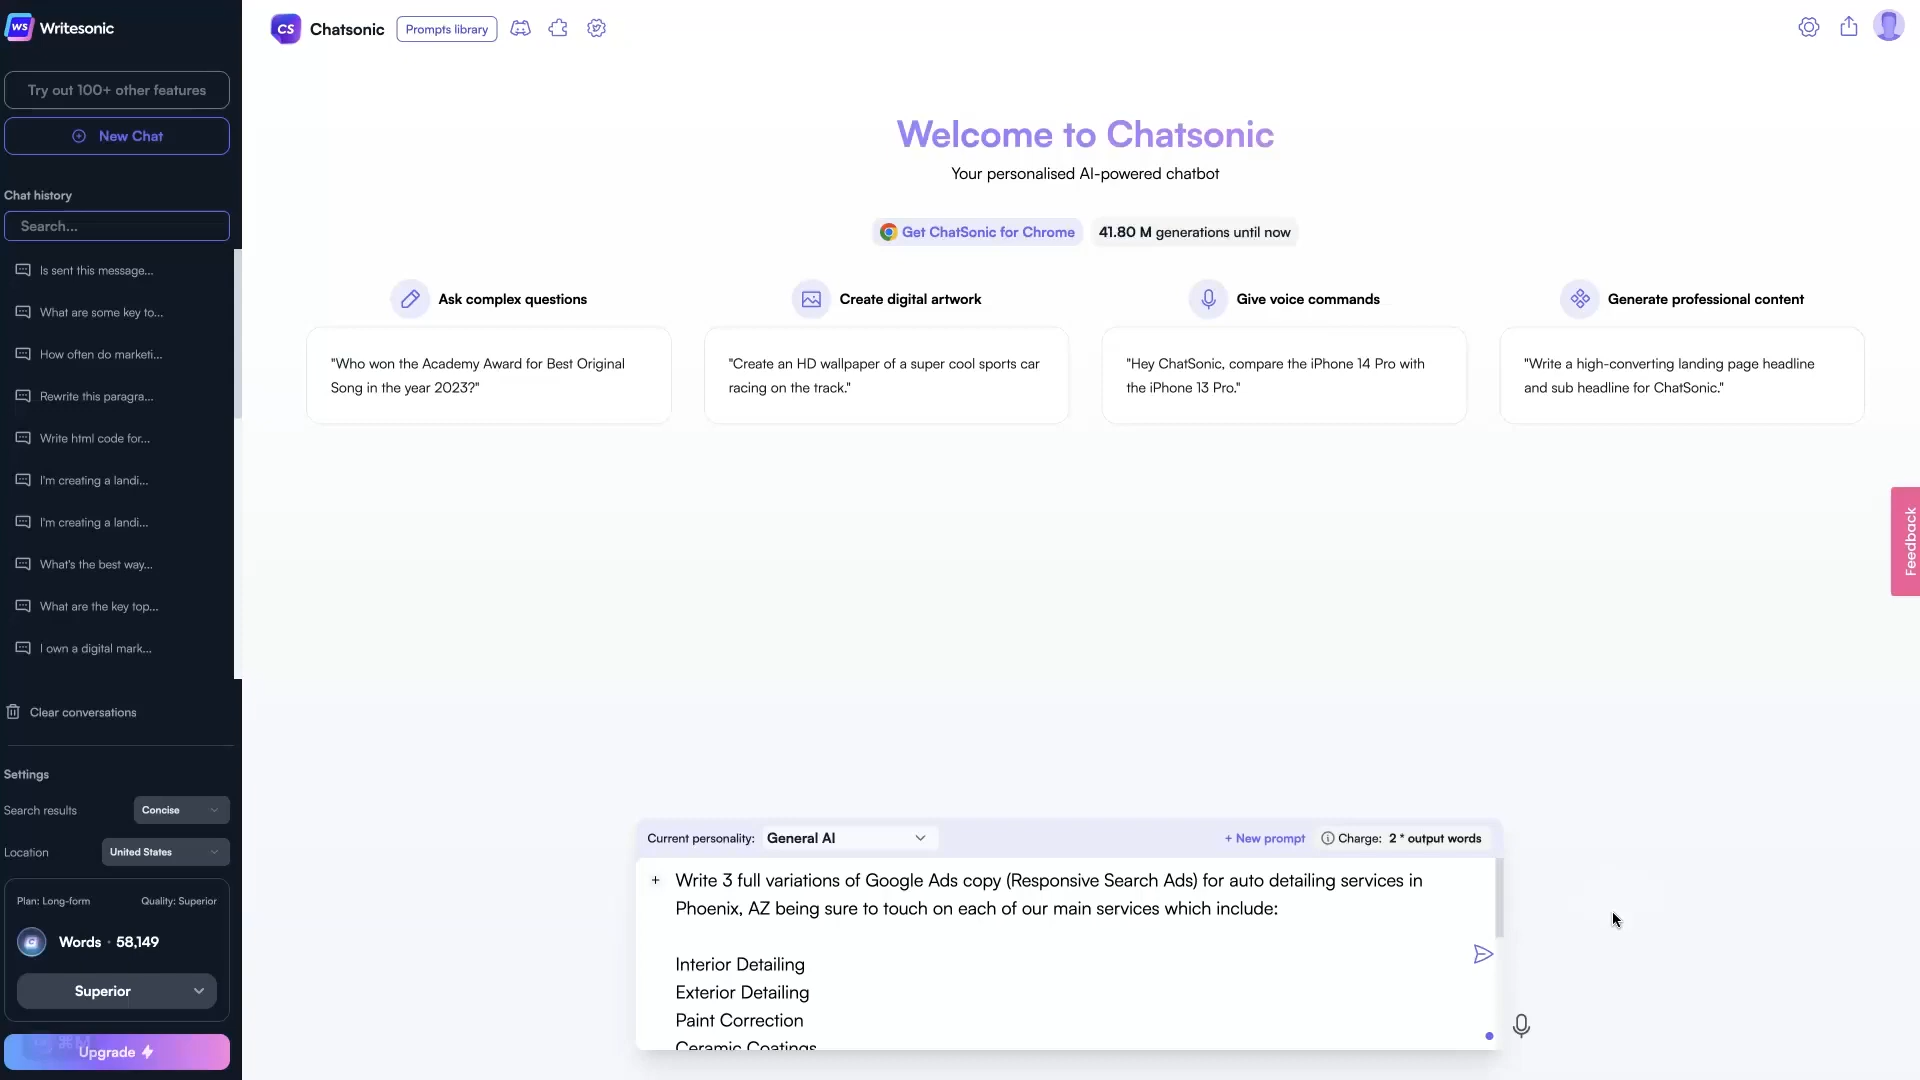 WS Writesonic
Try out 100+ other features
New Chat
Chat history
Search...
Is sent this message...
What are some key to...
How often do marketi...
Rewrite this paragra...
Write html code for...
I'm creating a landi...
I'm creating a landi...
What's the best way...
What are the key top...
I own a digital mark...
Clear conversations
Settings
Search results Concise
Location United States
Plan: Long-form Quality: Superior
Words · 58,149
Superior
Upgrade
CS Chatsonic Prompts library
Welcome to Chatsonic
Your personalised AI-powered chatbot
Get ChatSonic for Chrome 41.80 M generations until now
Ask complex questions
"Who won the Academy Award for Best Original
Song in the year 2023?"
Create digital artwork
"Create an HD wallpaper of a super cool sports car
racing on the track."
Give voice commands
"Hey ChatSonic, compare the iPhone 14 Pro with
the iPhone 13 Pro."
Generate professional content
"Write a high-converting landing page headline
and sub headline for ChatSonic."
Feedback
Current personality: General AI + New prompt Charge: 2 * output words
+ Write 3 full variations of Google Ads copy (Responsive Search Ads) for auto detailing services in
Phoenix, AZ being sure to touch on each of our main services which include:
Interior Detailing
Exterior Detailing
Paint Correction
Ceramic Coatings